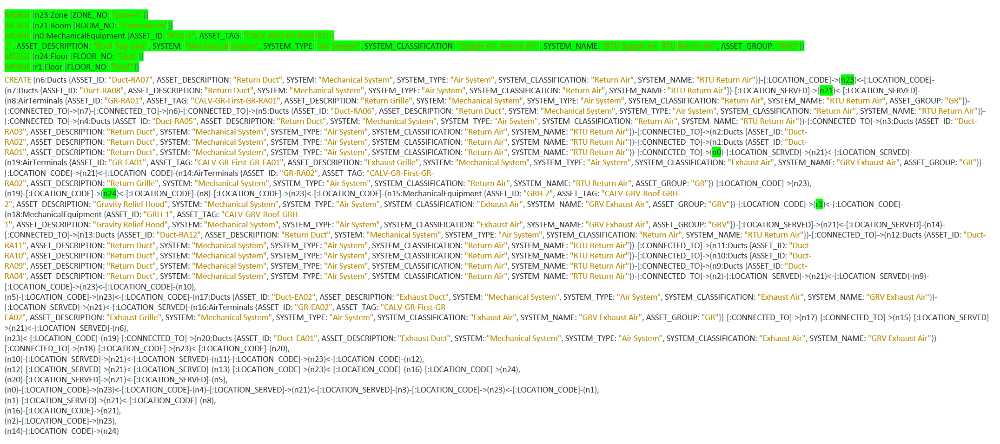 MERGE (n23:Zone {ZONE_NO: "Zone-4"})
MERGE (n21:Room {ROOM_NO: "Gymnasium"})
MERGE (n0:MechanicalEquipment {ASSET_ID: "RTU-1", ASSET_TAG: "CALV-AHU-RT-Roof-RTU-
1", ASSET_DESCRIPTION: "Roof Top Unit", SYSTEM: "Mechanical System", SYSTEM_TYPE: "Air System", SYSTEM_CLASSIFICATION: "Supply Air, Return Air", SYSTEM_NAME: "RTU Supply Air, RTU Return Air", ASSET_GROUP: "AHU"})
MERGE (n24:Floor {FLOOR_NO: "First"})
MERGE (r1:Floor {FLOOR_NO: "Roof"})
CREATE (n6:Ducts {ASSET_ID: "Duct-RA07", ASSET_DESCRIPTION: "Return Duct", SYSTEM: "Mechanical System", SYSTEM_TYPE: "Air System", SYSTEM_CLASSIFICATION: "Return Air", SYSTEM_NAME: "RTU Return Air"})-[:LOCATION_CODE]->(n23)<-[:LOCATION_CODE]-
(n7:Ducts {ASSET_ID: "Duct-RA08", ASSET_DESCRIPTION: "Return Duct", SYSTEM: "Mechanical System", SYSTEM_TYPE: "Air System", SYSTEM_CLASSIFICATION: "Return Air", SYSTEM_NAME: "RTU Return Air"})-[:LOCATION_SERVED]->(n21)<-[:LOCATION_SERVED]-
(n8:AirTerminals {ASSET_ID: "GR-RA01", ASSET_TAG: "CALV-GR-First-GR-RA01", ASSET_DESCRIPTION: "Return Grille", SYSTEM: "Mechanical System", SYSTEM_TYPE: "Air System", SYSTEM_CLASSIFICATION: "Return Air", SYSTEM_NAME: "RTU Return Air", ASSET_GROUP: "GR"})-
[:CONNECTED_TO]->(n7)-[:CONNECTED_TO]->(n6)-[:CONNECTED_TO]->(n5:Ducts {ASSET_ID: "Duct-RA06", ASSET_DESCRIPTION: "Return Duct", SYSTEM: "Mechanical System", SYSTEM_TYPE: "Air System", SYSTEM_CLASSIFICATION: "Return Air", SYSTEM_NAME: "RTU Return Air"})-
[:CONNECTED_TO]->(n4:Ducts {ASSET_ID: "Duct-RA05", ASSET_DESCRIPTION: "Return Duct", SYSTEM: "Mechanical System", SYSTEM_TYPE: "Air System", SYSTEM_CLASSIFICATION: "Return Air", SYSTEM_NAME: "RTU Return Air"})-[:CONNECTED_TO]->(n3:Ducts {ASSET_ID: "Duct-
RA03", ASSET_DESCRIPTION: "Return Duct", SYSTEM: "Mechanical System", SYSTEM_TYPE: "Air System", SYSTEM_CLASSIFICATION: "Return Air", SYSTEM_NAME: "RTU Return Air"})-[:CONNECTED_TO]->(n2:Ducts {ASSET_ID: "Duct-
RA02", ASSET_DESCRIPTION: "Return Duct", SYSTEM: "Mechanical System", SYSTEM_TYPE: "Air System", SYSTEM_CLASSIFICATION: "Return Air", SYSTEM_NAME: "RTU Return Air"})-[:CONNECTED_TO]->(n1:Ducts {ASSET_ID: "Duct-
RA01", ASSET_DESCRIPTION: "Return Duct", SYSTEM: "Mechanical System", SYSTEM_TYPE: "Air System", SYSTEM_CLASSIFICATION: "Return Air", SYSTEM_NAME: "RTU Return Air"})-[:CONNECTED_TO]->(n0)-[:LOCATION_SERVED]->(n21)<-[:LOCATION_SERVED]-
(n19:AirTerminals {ASSET_ID: "GR-EA01", ASSET_TAG: "CALV-GR-First-GR-EA01", ASSET_DESCRIPTION: "Exhaust Grille", SYSTEM: "Mechanical System", SYSTEM_TYPE: "Air System", SYSTEM_CLASSIFICATION: "Exhaust Air", SYSTEM_NAME: "GRV Exhaust Air", ASSET_GROUP: "GR"})-
[:LOCATION_CODE]->(n21)<-[:LOCATION_CODE]-(n14:AirTerminals {ASSET_ID: "GR-RA02", ASSET_TAG: "CALV-GR-First-GR-
RA02", ASSET_DESCRIPTION: "Return Grille", SYSTEM: "Mechanical System", SYSTEM_TYPE: "Air System", SYSTEM_CLASSIFICATION: "Return Air", SYSTEM_NAME: "RTU Return Air", ASSET_GROUP: "GR"})-[:LOCATION_CODE]->(n23),
(n19)-[:LOCATION_CODE]->(n24)<-[:LOCATION_CODE]-(n8)-[:LOCATION_CODE]->(n23)<-[:LOCATION_CODE]-(n15:MechanicalEquipment {ASSET_ID: "GRH-2", ASSET_TAG: "CALV-GRV-Roof-GRH-
2", ASSET_DESCRIPTION: "Gravity Relief Hood", SYSTEM: "Mechanical System", SYSTEM_TYPE: "Air System", SYSTEM_CLASSIFICATION: "Exhaust Air", SYSTEM_NAME: "GRV Exhaust Air", ASSET_GROUP: "GRV"})-[:LOCATION_CODE]->(r1)<-[:LOCATION_CODE]-
(n18:MechanicalEquipment {ASSET_ID: "GRH-1", ASSET_TAG: "CALV-GRV-Roof-GRH-
1", ASSET_DESCRIPTION: "Gravity Relief Hood", SYSTEM: "Mechanical System", SYSTEM_TYPE: "Air System", SYSTEM_CLASSIFICATION: "Exhaust Air", SYSTEM_NAME: "GRV Exhaust Air", ASSET_GROUP: "GRV"})-[:LOCATION_SERVED]->(n21)<-[:LOCATION_SERVED]-(n14)-
[:CONNECTED_TO]->(n13:Ducts {ASSET_ID: "Duct-RA12", ASSET_DESCRIPTION: "Return Duct", SYSTEM: "Mechanical System", SYSTEM_TYPE: "Air System", SYSTEM_CLASSIFICATION: "Return Air", SYSTEM_NAME: "RTU Return Air"})-[:CONNECTED_TO]->(n12:Ducts {ASSET_ID: "Duct-
RA11", ASSET_DESCRIPTION: "Return Duct", SYSTEM: "Mechanical System", SYSTEM_TYPE: "Air System", SYSTEM_CLASSIFICATION: "Return Air", SYSTEM_NAME: "RTU Return Air"})-[:CONNECTED_TO]->(n11:Ducts {ASSET_ID: "Duct-
RA10", ASSET_DESCRIPTION: "Return Duct", SYSTEM: "Mechanical System", SYSTEM_TYPE: "Air System", SYSTEM_CLASSIFICATION: "Return Air", SYSTEM_NAME: "RTU Return Air"})-[:CONNECTED_TO]->(n10:Ducts {ASSET_ID: "Duct-
RA09", ASSET_DESCRIPTION: "Return Duct", SYSTEM: "Mechanical System", SYSTEM_TYPE: "Air System", SYSTEM_CLASSIFICATION: "Return Air", SYSTEM_NAME: "RTU Return Air"})-[:CONNECTED_TO]->(n9:Ducts {ASSET_ID: "Duct-
RA04", ASSET_DESCRIPTION: "Return Duct", SYSTEM: "Mechanical System", SYSTEM_TYPE: "Air System", SYSTEM_CLASSIFICATION: "Return Air", SYSTEM_NAME: "RTU Return Air"})-[:CONNECTED_TO]->(n2)-[:LOCATION_SERVED]->(n21)<-[:LOCATION_SERVED]-(n9)-
[:LOCATION_CODE]->(n23)<-[:LOCATION_CODE]-(n10),
(n5)-[:LOCATION_CODE]->(n23)<-[:LOCATION_CODE]-(n17:Ducts {ASSET_ID: "Duct-EA02", ASSET_DESCRIPTION: "Exhaust Duct", SYSTEM: "Mechanical System", SYSTEM_TYPE: "Air System", SYSTEM_CLASSIFICATION: "Exhaust Air", SYSTEM_NAME: "GRV Exhaust Air"})-
[:LOCATION_SERVED]->(n21)<-[:LOCATION_SERVED]-(n16:AirTerminals {ASSET_ID: "GR-EA02", ASSET_TAG: "CALV-GR-First-GR-
EA02", ASSET_DESCRIPTION: "Exhaust Grille", SYSTEM: "Mechanical System", SYSTEM_TYPE: "Air System", SYSTEM_CLASSIFICATION: "Exhaust Air", SYSTEM_NAME: "GRV Exhaust Air", ASSET_GROUP: "GR"})-[:CONNECTED_TO]->(n17)-[:CONNECTED_TO]->(n15)-[:LOCATION_SERVED]-
>(n21)<-[:LOCATION_SERVED]-(n6),
(n23)<-[:LOCATION_CODE]-(n19)-[:CONNECTED_TO]->(n20:Ducts {ASSET_ID: "Duct-EA01", ASSET_DESCRIPTION: "Exhaust Duct", SYSTEM: "Mechanical System", SYSTEM_TYPE: "Air System", SYSTEM_CLASSIFICATION: "Exhaust Air", SYSTEM_NAME: "GRV Exhaust Air"})-
[:CONNECTED_TO]->(n18)-[:LOCATION_CODE]->(n23)<-[:LOCATION_CODE]-(n20),
(n10)-[:LOCATION_SERVED]->(n21)<-[:LOCATION_SERVED]-(n11)-[:LOCATION_CODE]->(n23)<-[:LOCATION_CODE]-(n12),
(n12)-[:LOCATION_SERVED]->(n21)<-[:LOCATION_SERVED]-(n13)-[:LOCATION_CODE]->(n23)<-[:LOCATION_CODE]-(n16)-[:LOCATION_CODE]->(n24),
(n20)-[:LOCATION_SERVED]->(n21)<-[:LOCATION_SERVED]-(n5),
(n0)-[:LOCATION_CODE]->(n23)<-[:LOCATION_CODE]-(n4)-[:LOCATION_SERVED]->(n21)<-[:LOCATION_SERVED]-(n3)-[:LOCATION_CODE]->(n23)<-[:LOCATION_CODE]-(n1),
(n1)-[:LOCATION_SERVED]->(n21)<-[:LOCATION_CODE]-(n8),
(n16)-[:LOCATION_CODE]->(n21),
(n2)-[:LOCATION_CODE]->(n23),
(n14)-[:LOCATION_CODE]->(n24)